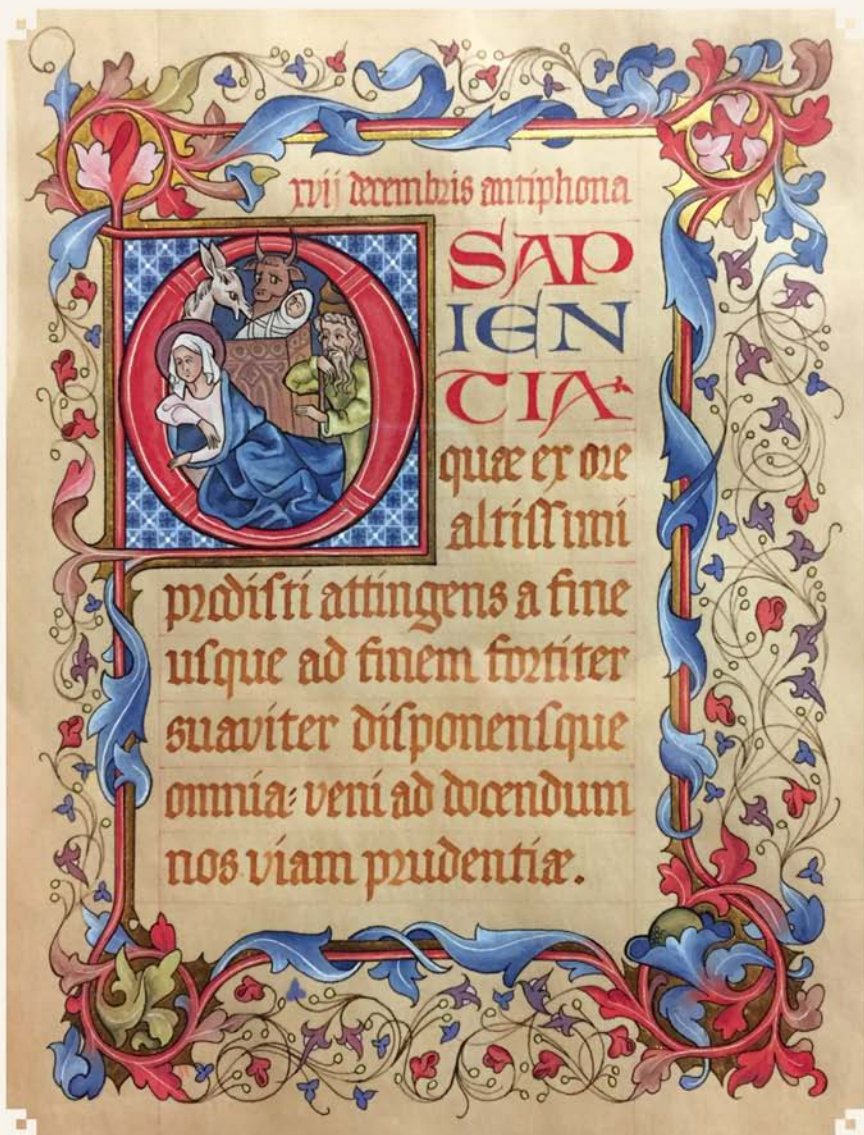 xvij decembris antiphona
O SAP
IEN
TIA
quæ ex ore
altiſſimi
prodiſti attingens a fine
uſque ad finem fortiter
suaviter diſponenſque
omnia: veni ad docendum
nos viam prudentiæ.